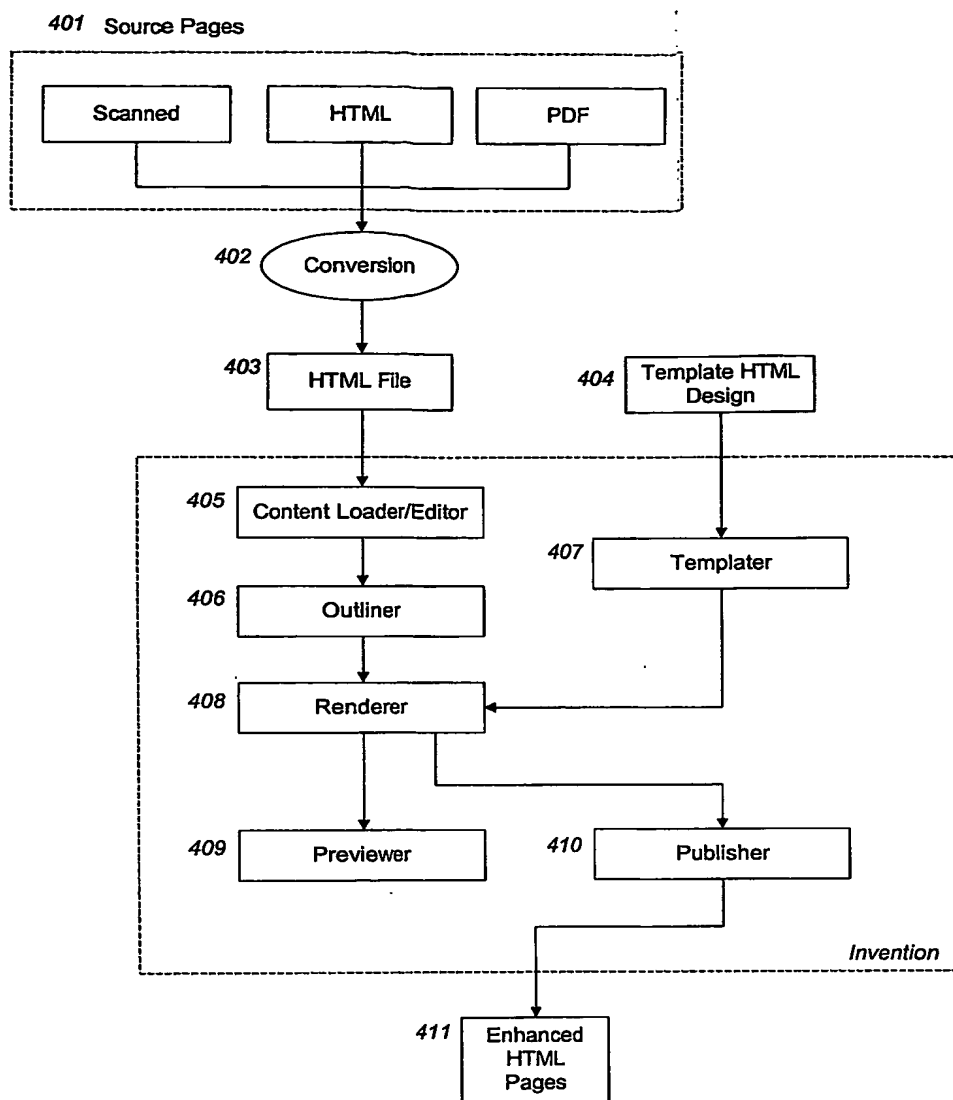 401 Source Pages
Scanned
HTML
PDF
402
Conversion
403
HTML File
404
Template HTML
Design
405
Content Loader/Editor
406
Outliner
407
Templater
408
Renderer
409
Previewer
410
Publisher
Invention
411
Enhanced
HTML
Pages